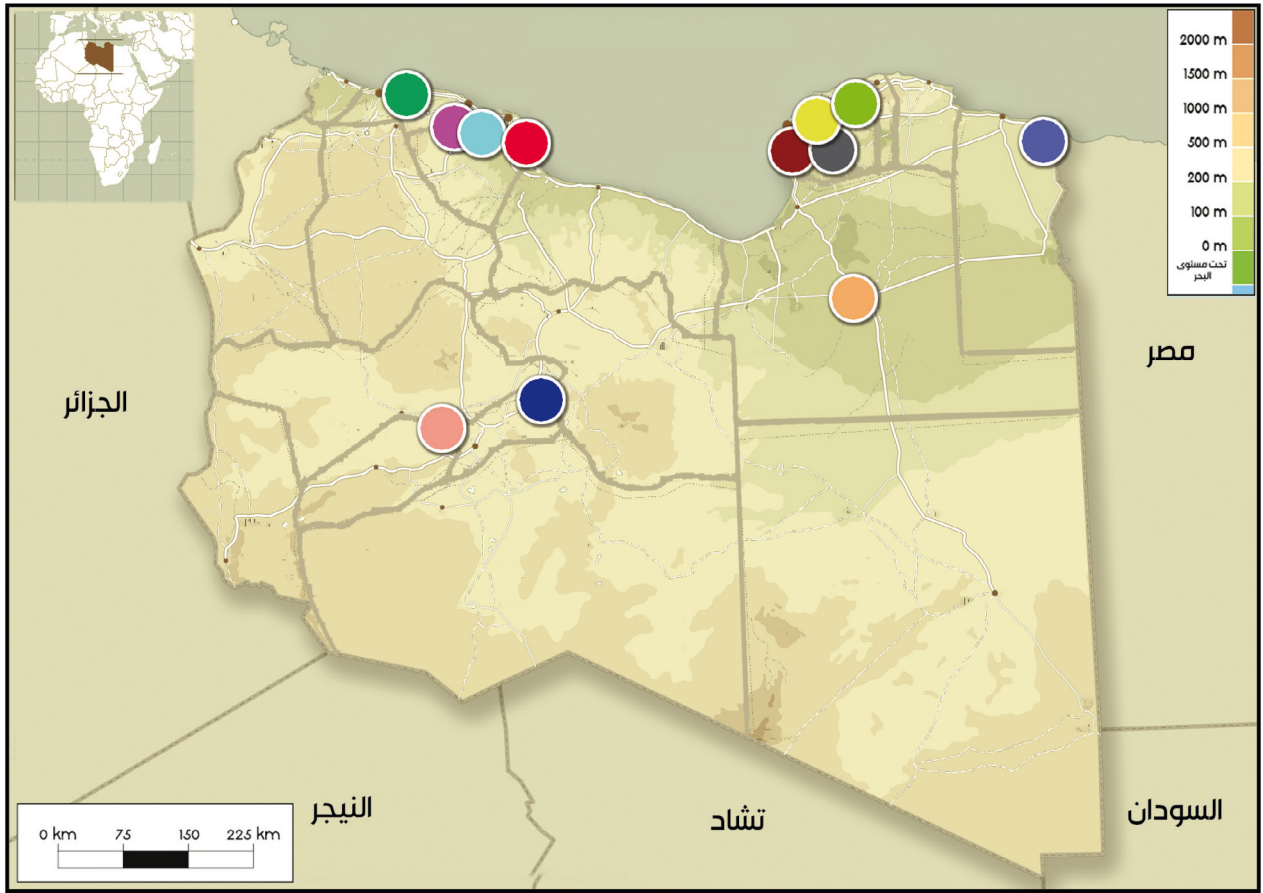 2000 m
1500 m
1000 m
500 m
200 m
100 m
0 m
تحت مستوى
البحر
مصر
الجزائر
النيجر
تشاد
السودان
0 km 75 150 225 km